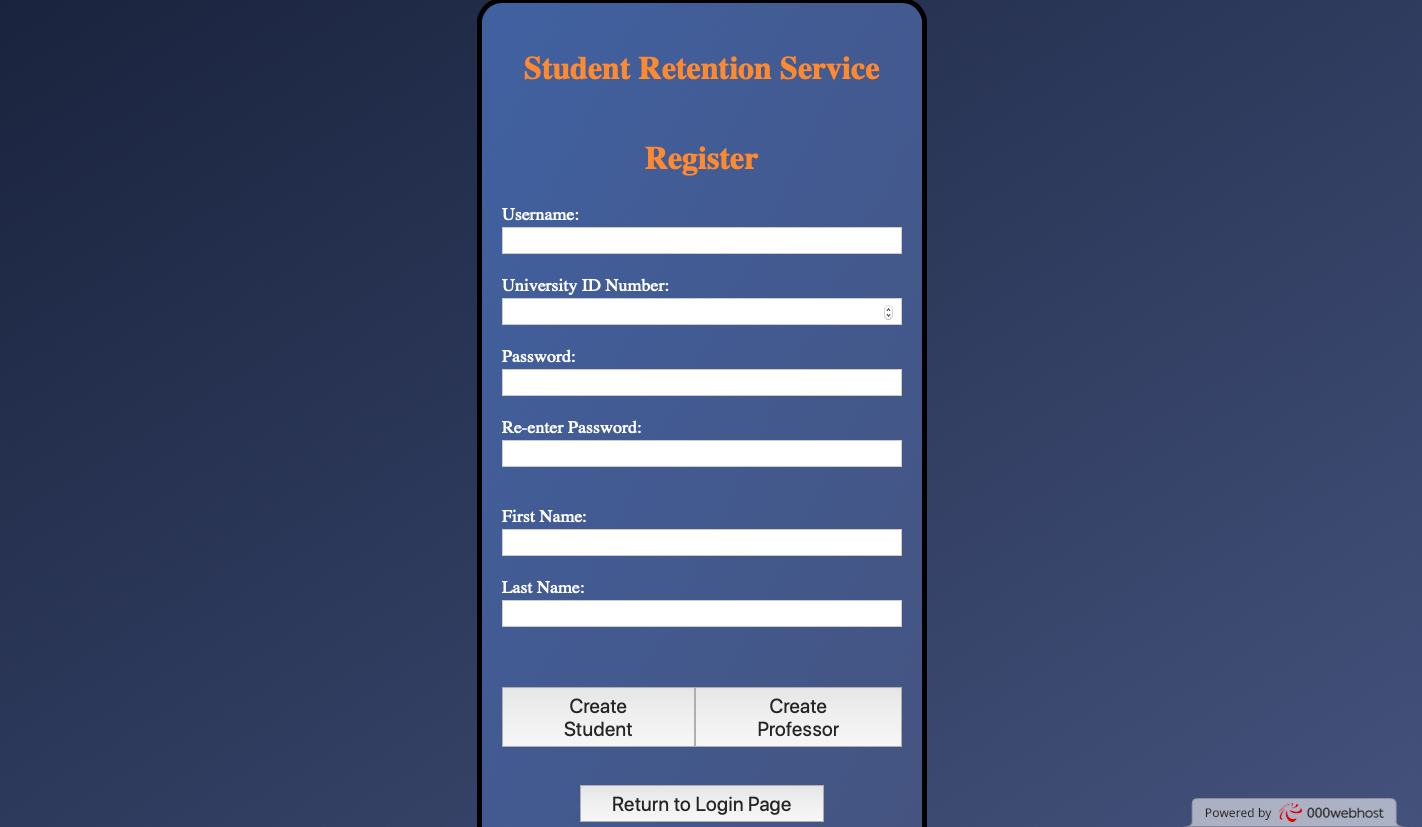 Student Retention Service
Register
Username:
University ID Number:
Password:
Re-enter Password:
First Name:
Last Name:
Create
Student
Create
Professor
Return to Login Page
Powered by 000webhost